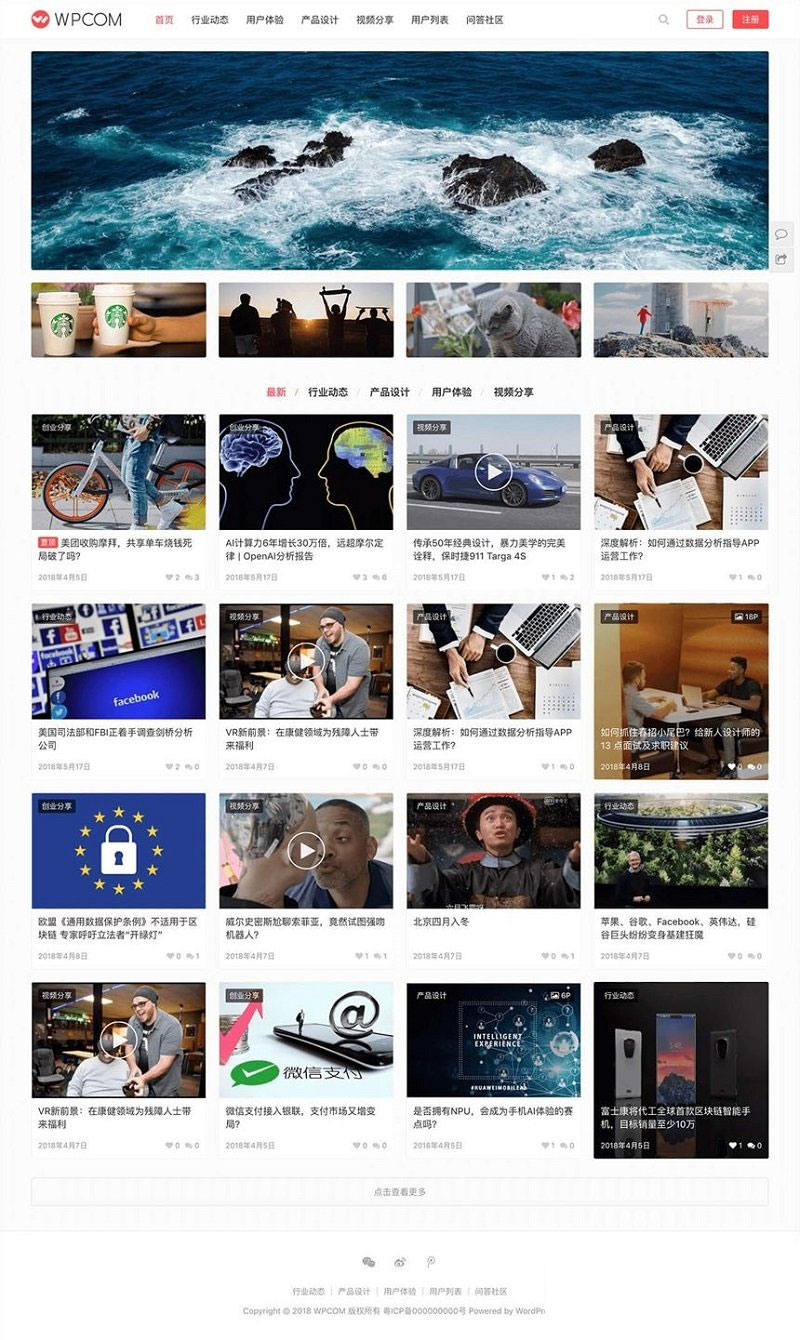 WPCOM 首页 行业动态 用户体验 产品设计 视频分享 用户列表 问答社区 登录 注册
最新 / 行业动态 / 产品设计 / 用户体验 / 视频分享
创业分享
置顶 美团收购摩拜，共享单车烧钱死
局破了吗?
2018年4月5日 2 3
创业分享
AI计算力6年增长30万倍，远超摩尔定
律 | OpenAI分析报告
2018年5月17日 3 6
视频分享
传承50年经典设计，暴力美学的完美
诠释，保时捷911 Targa 4S
2018年5月17日 1 2
产品设计
深度解析：如何通过数据分析指导APP
运营工作?
2018年5月17日 1 0
行业动态
facebook
美国司法部和FBI正着手调查剑桥分析
公司
2018年5月17日 2 0
视频分享
VR新前景：在康健领域为残障人士带
来福利
2018年4月7日 0 0
产品设计
深度解析：如何通过数据分析指导APP
运营工作?
2018年5月17日 1 0
产品设计 18P
如何抓住春招小尾巴？给新人设计师的
13 点面试及求职建议
2018年4月8日 0 0
创业分享
欧盟《通用数据保护条例》不适用于区
块链 专家呼吁立法者“开绿灯”
2018年4月8日 0 1
视频分享
威尔史密斯尬聊索菲亚，竟然试图强吻
机器人?
2018年4月7日 1 1
产品设计
北京四月入冬
2018年4月7日 0 1
行业动态
苹果、谷歌、Facebook、英伟达，硅
谷巨头纷纷变身基建狂魔
2018年4月7日 0 0
视频分享
VR新前景：在康健领域为残障人士带
来福利
2018年4月7日 0 0
创业分享
@
微信支付
微信支付接入银联，支付市场又增变
局?
2018年4月5日 0 0
产品设计 6P
INTELLIGENT
EXPERIENCE
#HUAWEIMOBILEAI
是否拥有NPU，会成为手机AI体验的赛
点吗?
2018年4月5日 1 0
行业动态
5:48
富士康将代工全球首款区块链智能手
机，目标销量至少10万
2018年4月5日 1 0
点击查看更多
行业动态 | 产品设计 | 用户体验 | 用户列表 | 问答社区
Copyright © 2018 WPCOM 版权所有 粤ICP备000000000号 Powered by WordPr